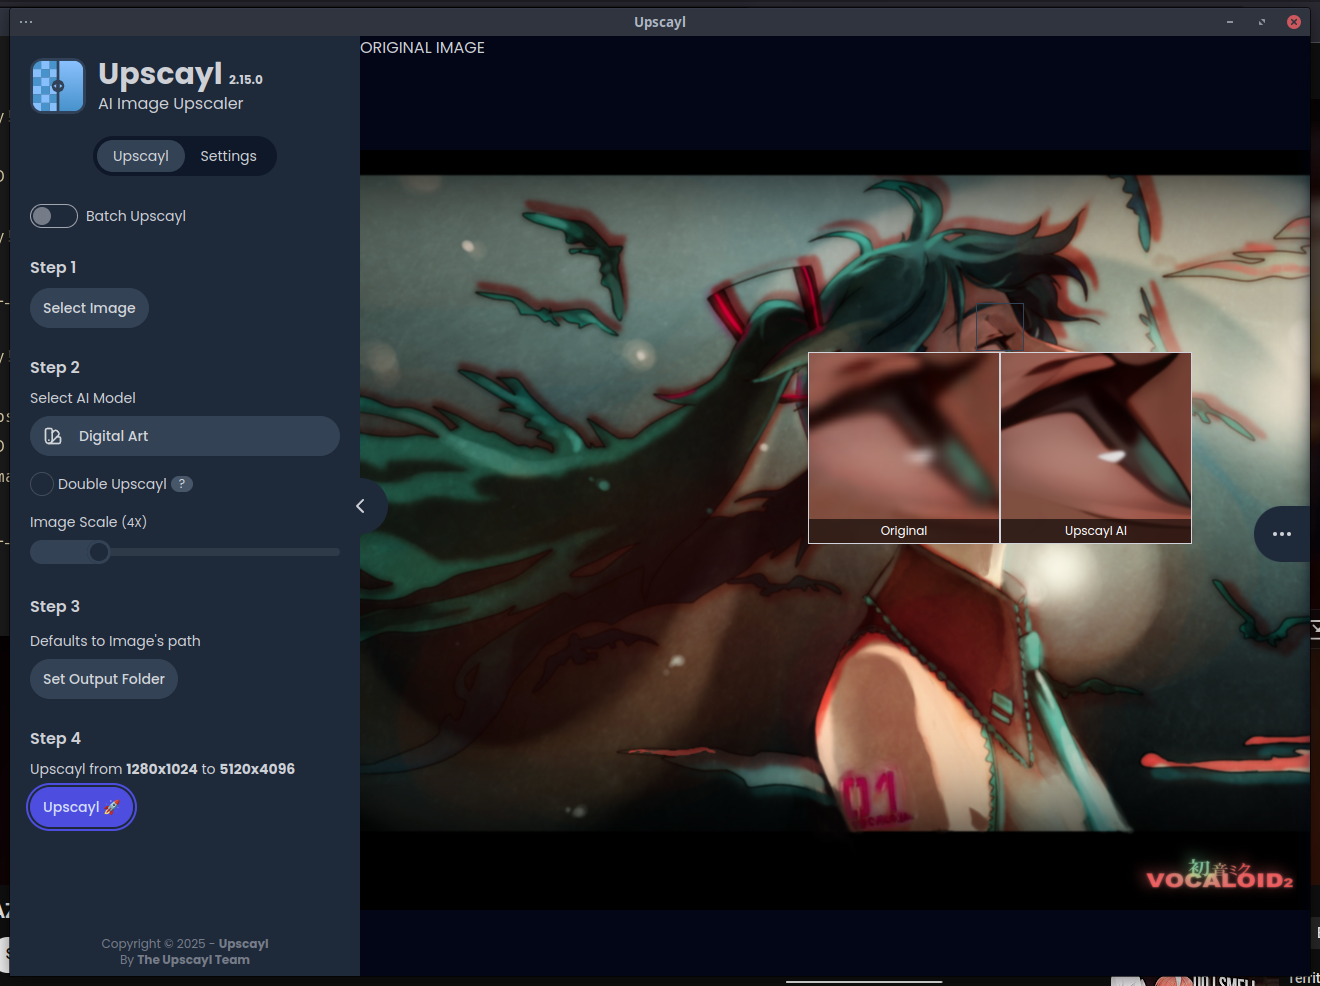 Upscayl
Upscayl 2.15.0
AI Image Upscaler
Upscayl Settings
Batch Upscayl
Step 1
Select Image
Step 2
Select AI Model
Digital Art
Double Upscayl ?
Image Scale (4X)
Step 3
Defaults to Image's path
Set Output Folder
Step 4
Upscayl from 1280x1024 to 5120x4096
Upscayl 🚀
Copyright © 2025 - Upscayl
By The Upscayl Team
ORIGINAL IMAGE
Original
Upscayl AI
01
初音ミク
VOCALOID2